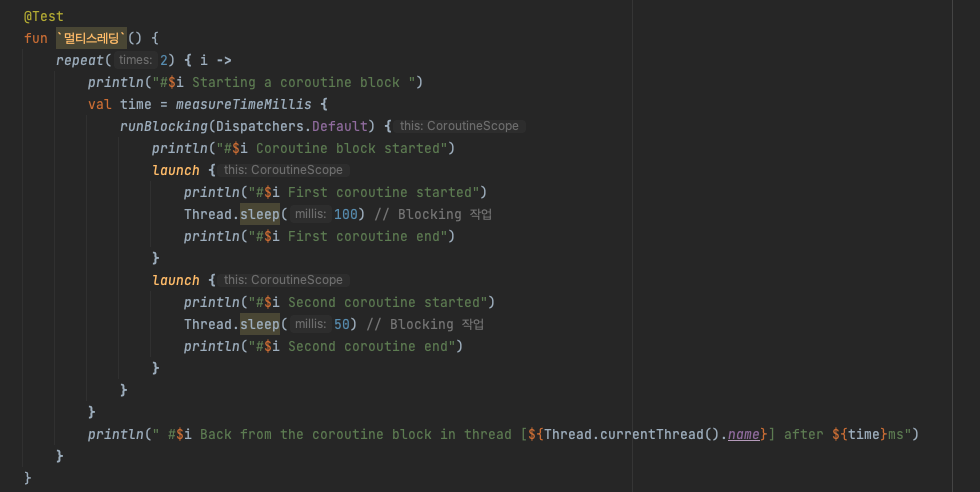 @Test
fun `멀티스레딩`() {
repeat( times: 2) { i ->
println("#$i Starting a coroutine block ")
val time = measureTimeMillis {
runBlocking(Dispatchers.Default) { this: CoroutineScope
println("#$i Coroutine block started")
launch { this: CoroutineScope
println("#$i First coroutine started")
Thread.sleep( millis: 100) // Blocking 작업
println("#$i First coroutine end")
}
launch { this: CoroutineScope
println("#$i Second coroutine started")
Thread.sleep( millis: 50) // Blocking 작업
println("#$i Second coroutine end")
}
}
}
println(" #$i Back from the coroutine block in thread [${Thread.currentThread().name}] after ${time}ms")
}
}